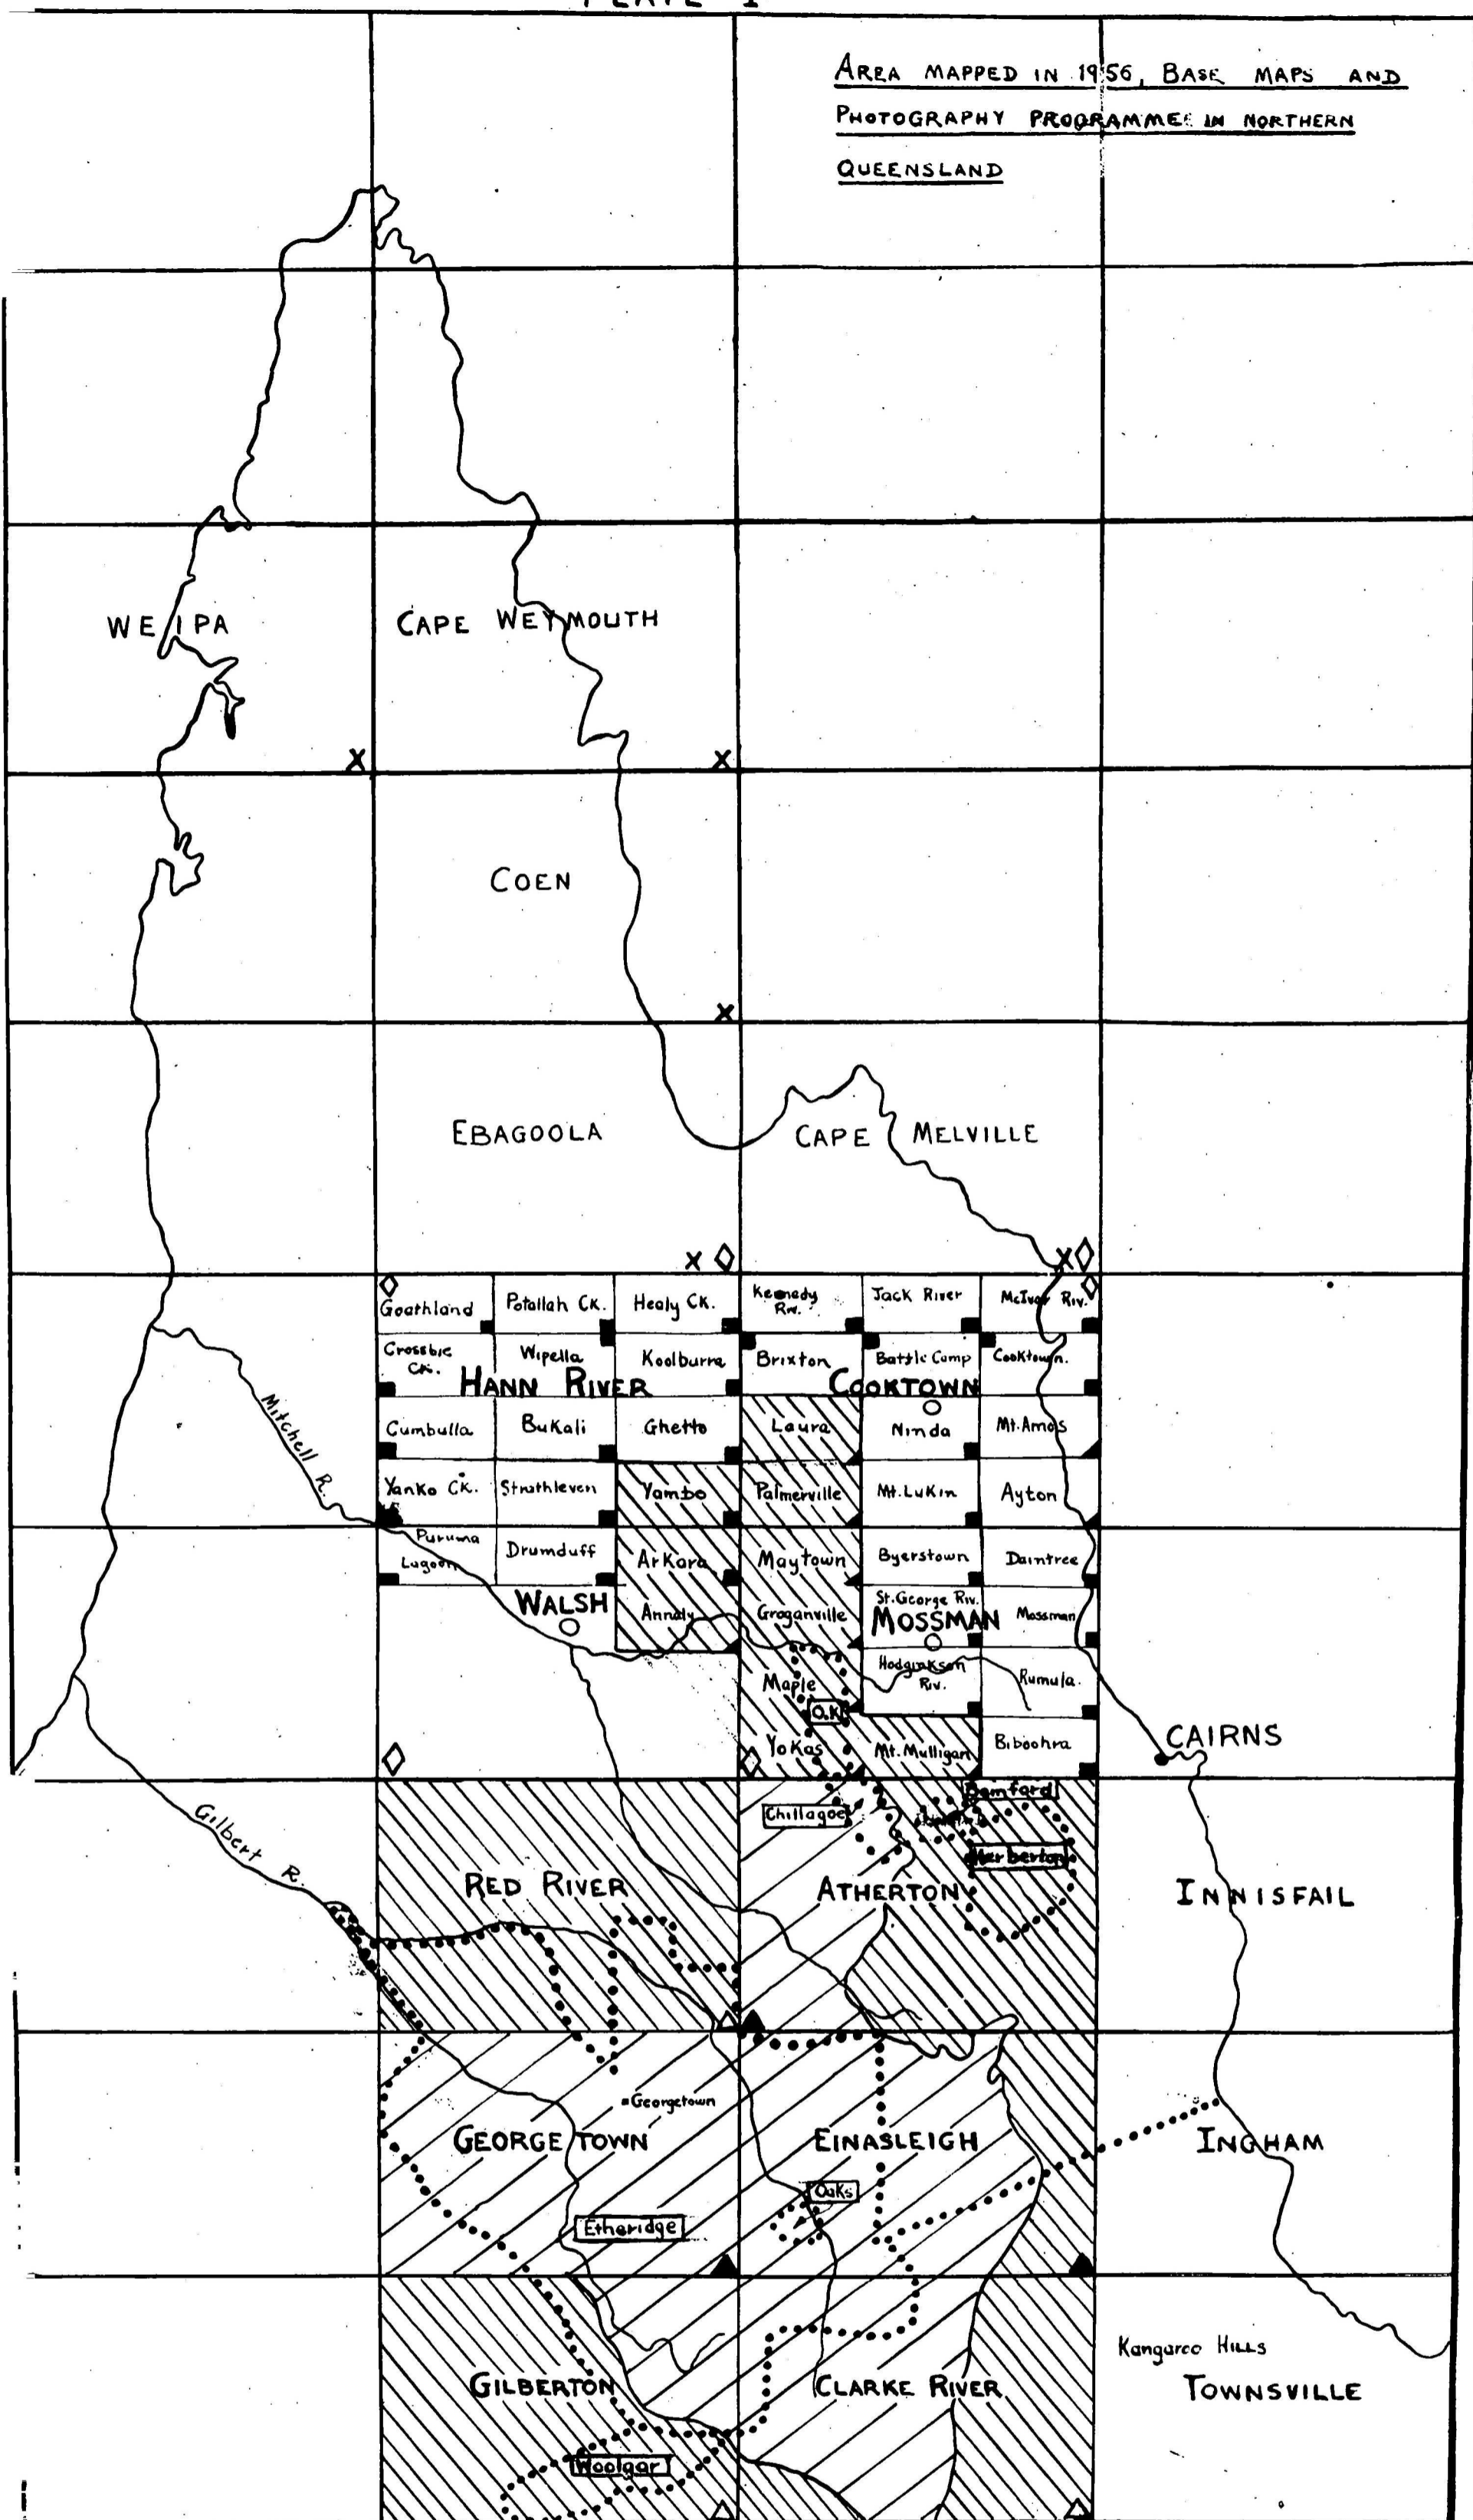 PLATE I
AREA MAPPED IN 1956, BASE MAPS AND
PHOTOGRAPHY PROGRAMMES IN NORTHERN
QUEENSLAND
WEIPA
CAPE WEYMOUTH
X
X
COEN
X
EBAGOOLA
CAPE MELVILLE
X
X
Goathland
Potallah Ck.
Healy Ck.
Kennedy
Riv.
Jack River
McIvor Riv.
Crosbie
Ck.
Wipella
Koolburra
Brixton
Battle Camp
Cooktown.
HANN RIVER
COOKTOWN
Cumbulla
Bukali
Ghetto
Laura
Ninda
Mt. Amos
Mitchell R.
Yanko Ck.
Strathleven
Yambo
Palmerville
Mt. Lukin
Ayton
Puruma
Lagoon
Drumduff
Arkara
Maytown
Byerstown
Daintree
WALSH
Annaly
Groganville
St. George Riv.
MOSSMAN
Mossman
Maple
Hodgkinson
Riv.
Rumula.
O.K.
Yokas
Mt. Mulligan
Biboohra
CAIRNS
Gilbert R.
Chillagoe
Bamford
Herberton
RED RIVER
ATHERTON
INNISFAIL
Georgetown
GEORGETOWN
EINASLEIGH
INGHAM
Oaks
Etheridge
Kangaroo HILLS
GILBERTON
CLARKE RIVER
TOWNSVILLE
Woolgar